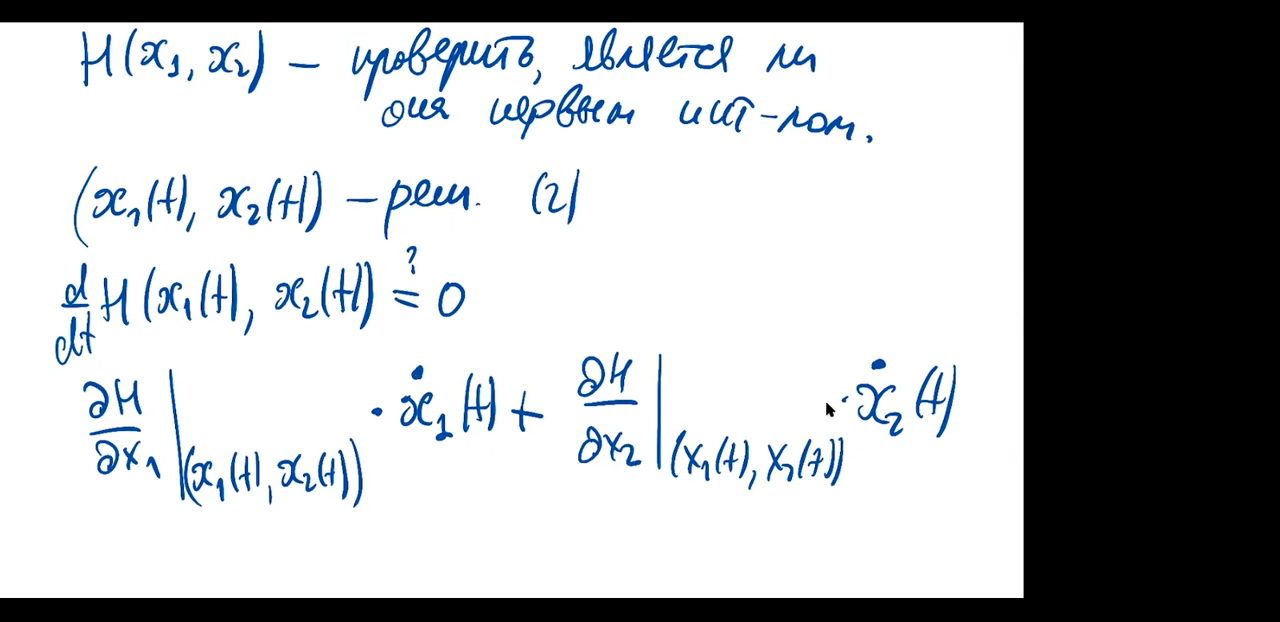 H(x₁, x₂) – проверить, является ли
она первым инт-лом.
(x₁(t), x₂(t)) – реш. (2)
d/dt H(x₁(t), x₂(t)) =? 0
∂H/∂x₁ |(x₁(t), x₂(t)) · ẋ₁(t) + ∂H/∂x₂ |(x₁(t), x₂(t)) · ẋ₂(t)